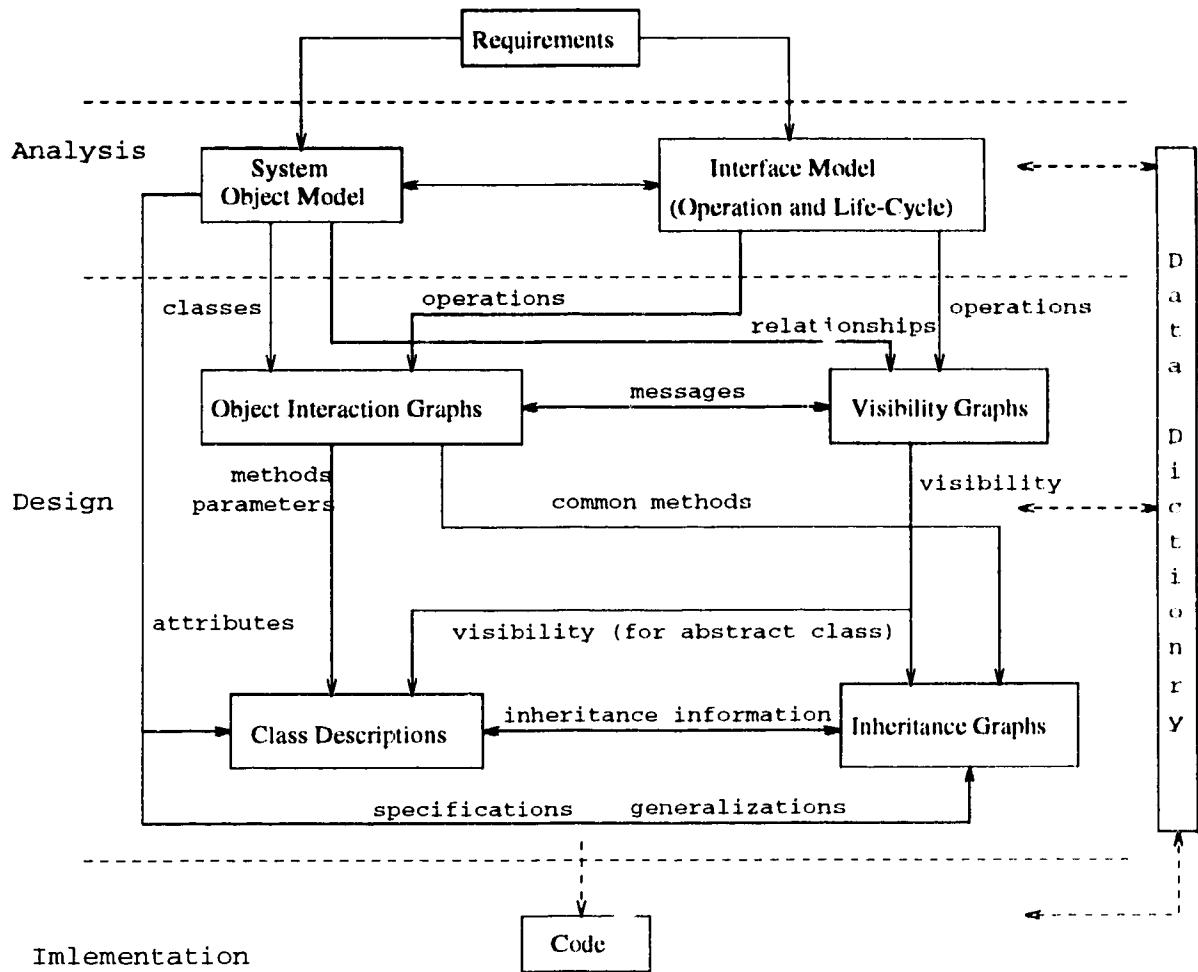 Requirements
Analysis
System
Object Model
Interface Model
(Operation and Life-Cycle)
classes
operations
relationships
operations
Object Interaction Graphs
messages
Visibility Graphs
Design
methods
parameters
common methods
visibility
attributes
visibility (for abstract class)
Class Descriptions
inheritance information
Inheritance Graphs
specifications generalizations
Data Dictionry
Code
Imlementation